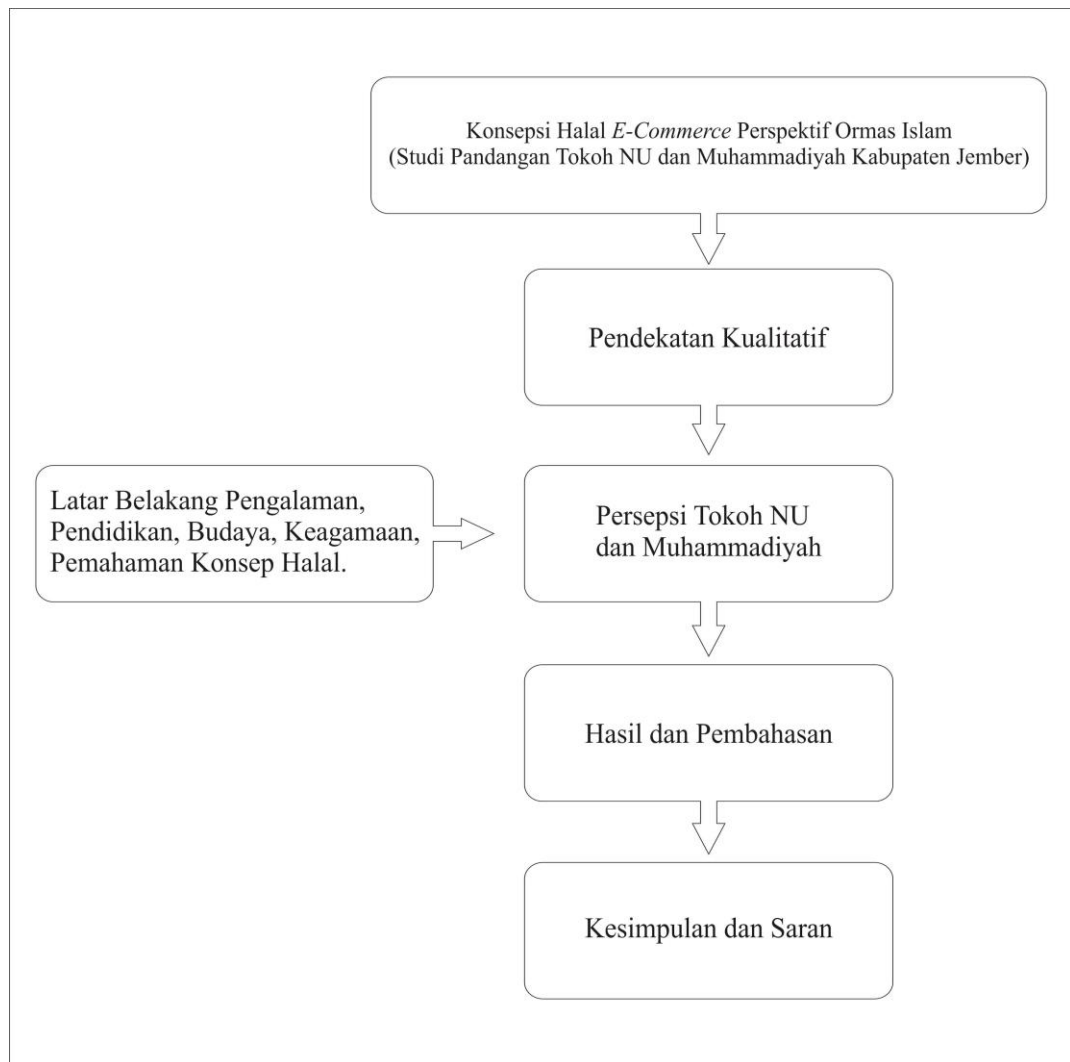 Konsepsi Halal E-Commerce Perspektif Ormas Islam
(Studi Pandangan Tokoh NU dan Muhammadiyah Kabupaten Jember)
Pendekatan Kualitatif
Latar Belakang Pengalaman,
Pendidikan, Budaya, Keagamaan,
Pemahaman Konsep Halal.
Persepsi Tokoh NU
dan Muhammadiyah
Hasil dan Pembahasan
Kesimpulan dan Saran